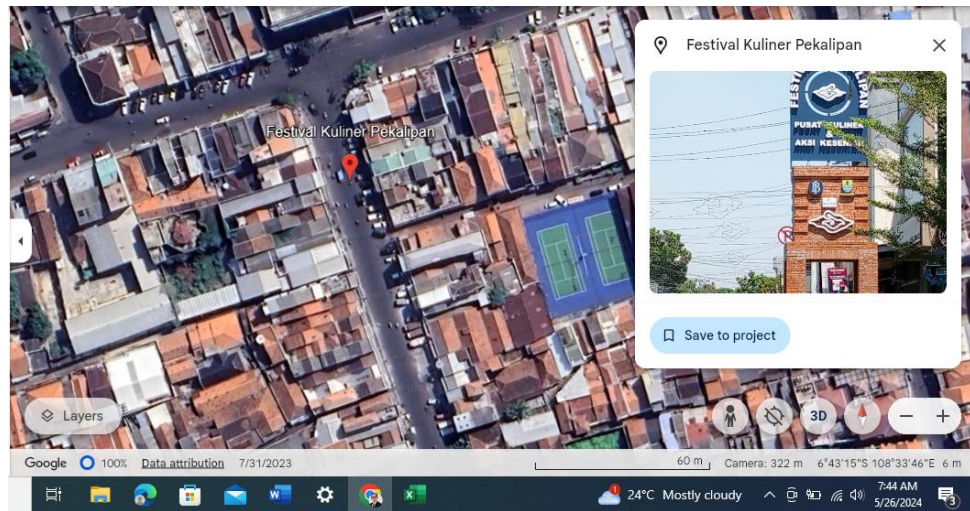 Festival Kuliner Pekalipan
Festival Kuliner Pekalipan
PUSAT KULINER
&
AKSI KESENIAN
Save to project
Layers
3D
Google
100%
Data attribution
7/31/2023
60 m
Camera: 322 m
6°43'15"S 108°33'46"E
6 m
24°C Mostly cloudy
7:44 AM
5/26/2024
3